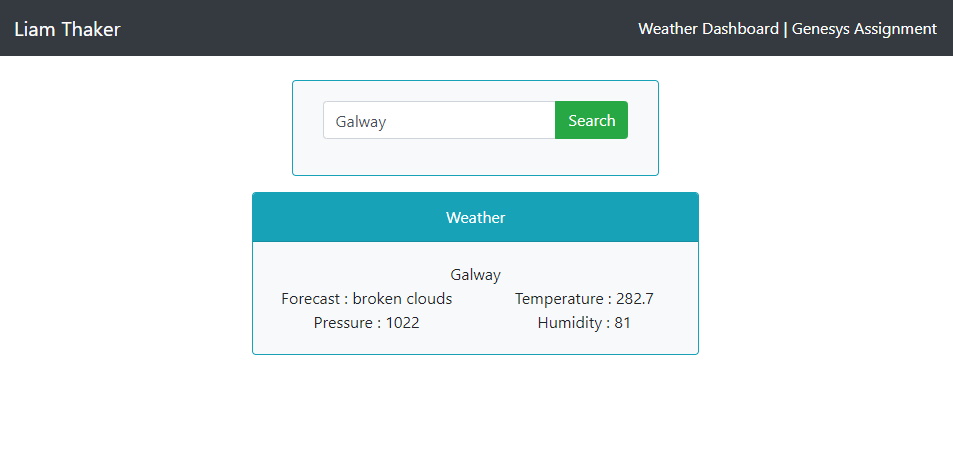 Liam Thaker
Weather Dashboard | Genesys Assignment
Galway
Search
Weather
Galway
Forecast : broken clouds
Temperature : 282.7
Pressure : 1022
Humidity : 81